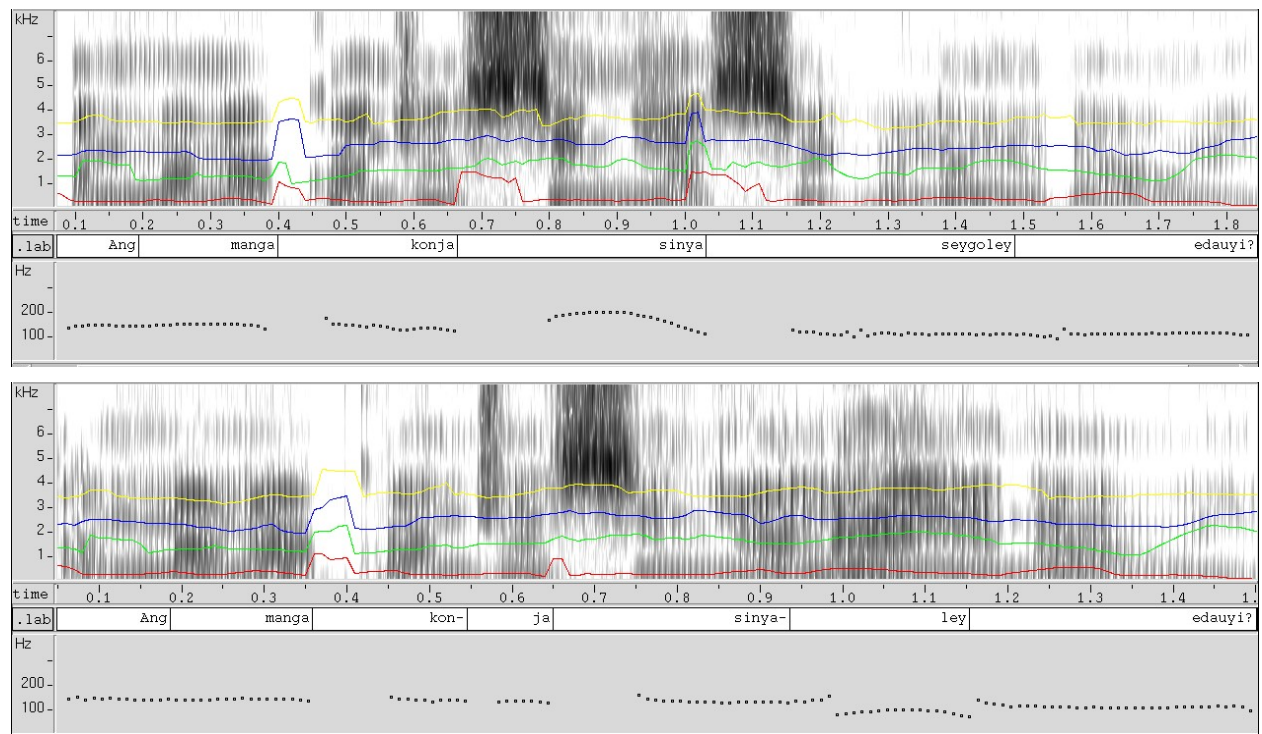 kHz
6
5
4
3
2
1
time 0.1 0.2 0.3 0.4 0.5 0.6 0.7 0.8 0.9 1.0 1.1 1.2 1.3 1.4 1.5 1.6 1.7 1.8
.lab Ang manga konja sinya seygoley edauyi?
Hz
200
100
kHz
6
5
4
3
2
1
time 0.1 0.2 0.3 0.4 0.5 0.6 0.7 0.8 0.9 1.0 1.1 1.2 1.3 1.4 1.
.lab Ang manga kon- ja sinya- ley edauyi?
Hz
200
100